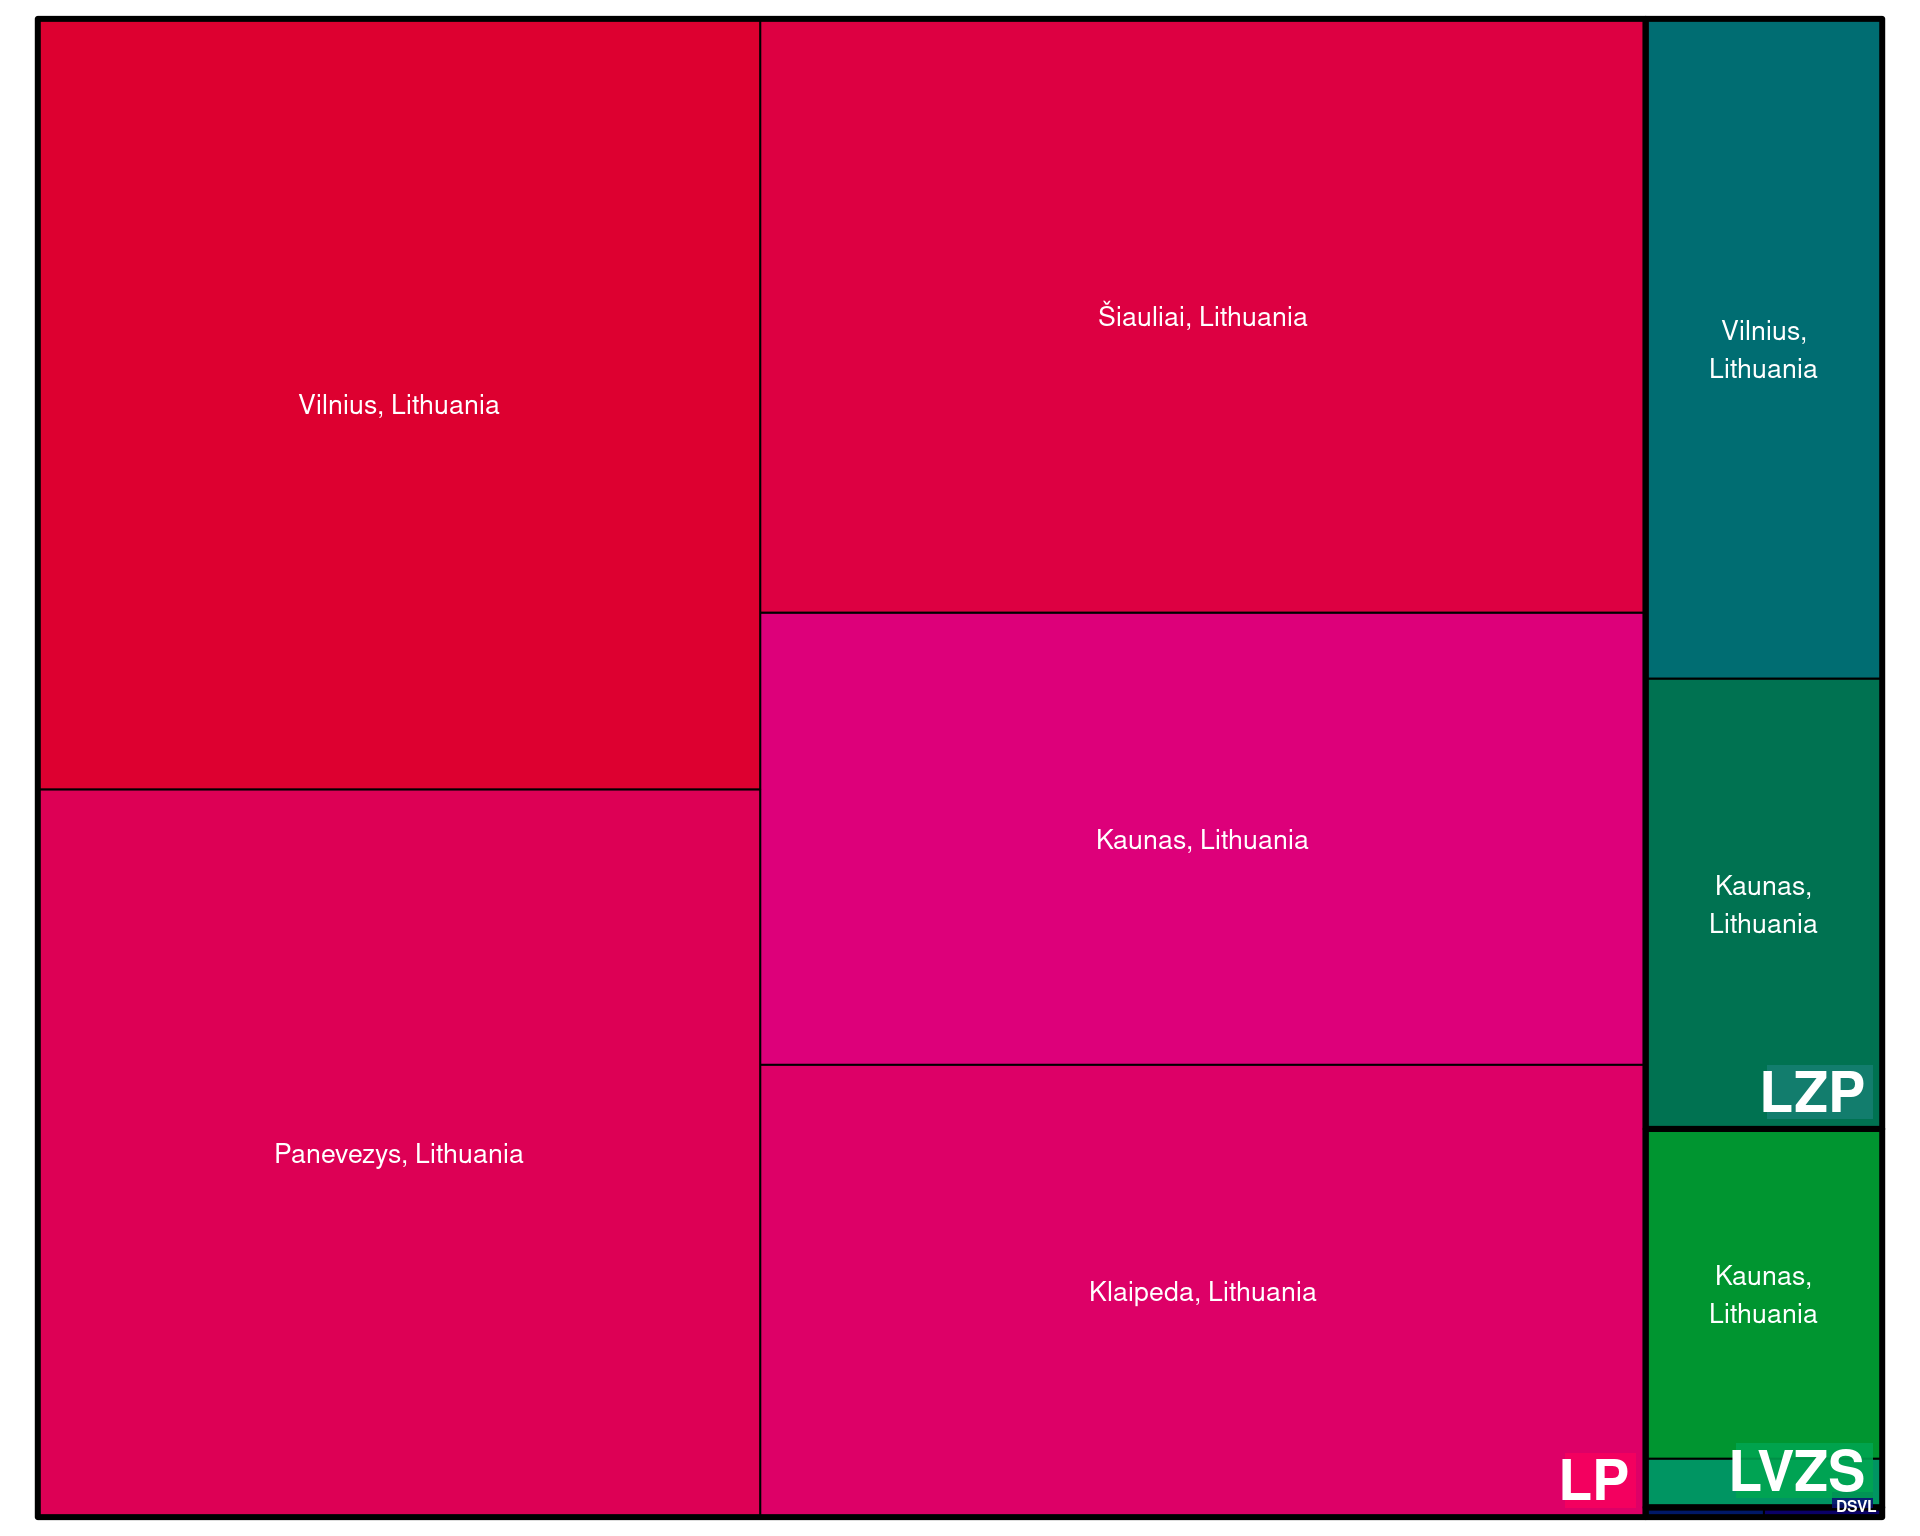 Vilnius, Lithuania
Panevezys, Lithuania
Šiauliai, Lithuania
Kaunas, Lithuania
Klaipeda, Lithuania
LP
Vilnius,
Lithuania
Kaunas,
Lithuania
LZP
Kaunas,
Lithuania
LVZS
DSVL